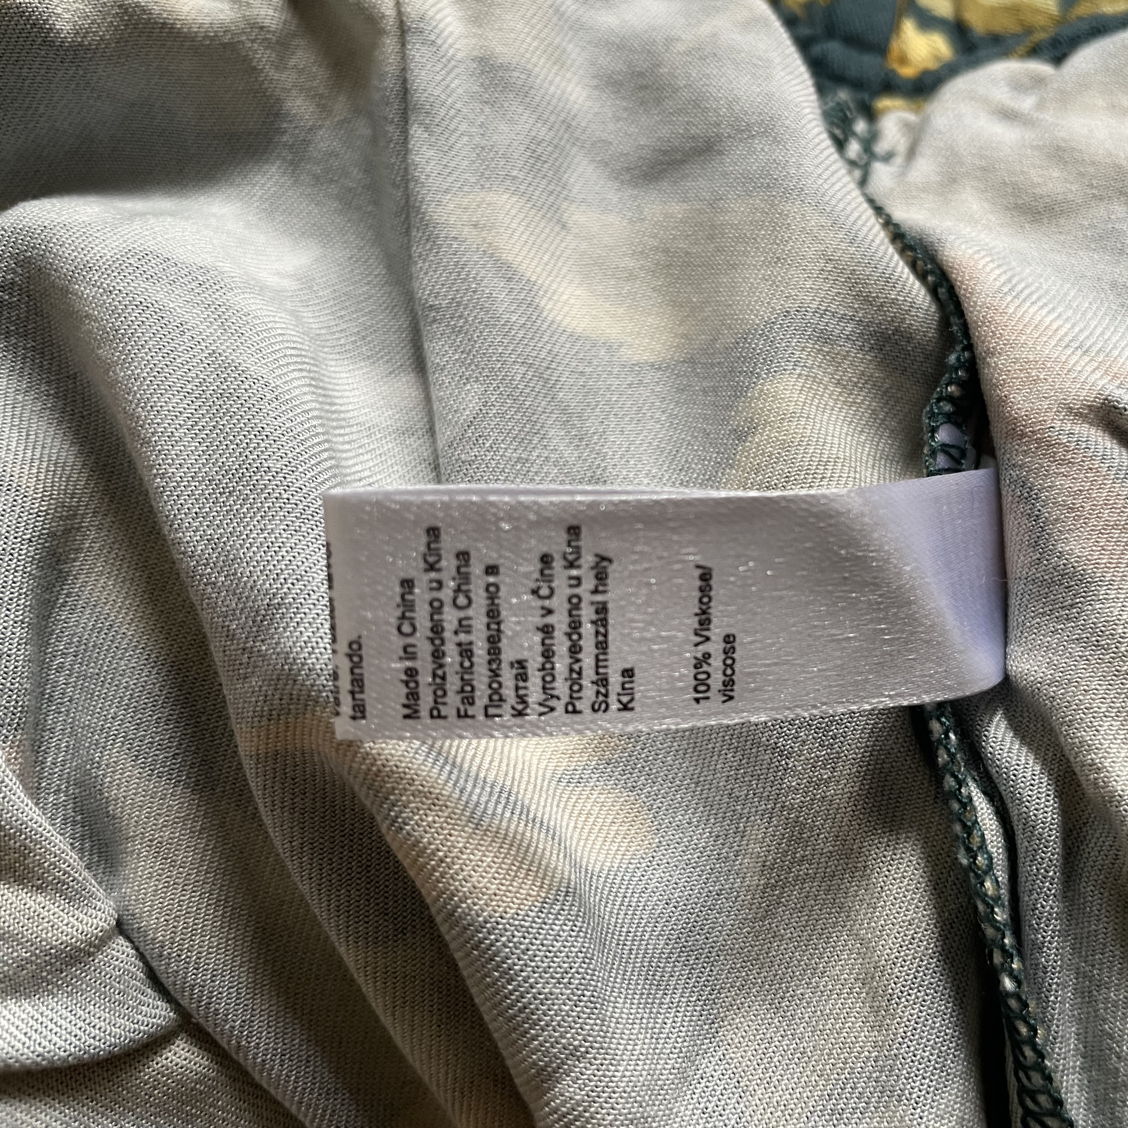 tartando.
Made in China
Proizvedeno u Kina
Fabricat în China
Произведено в
Китай
Vyrobené v Číne
Proizvedeno u Kina
Származási hely
Kína
100% Viskose/
viscose